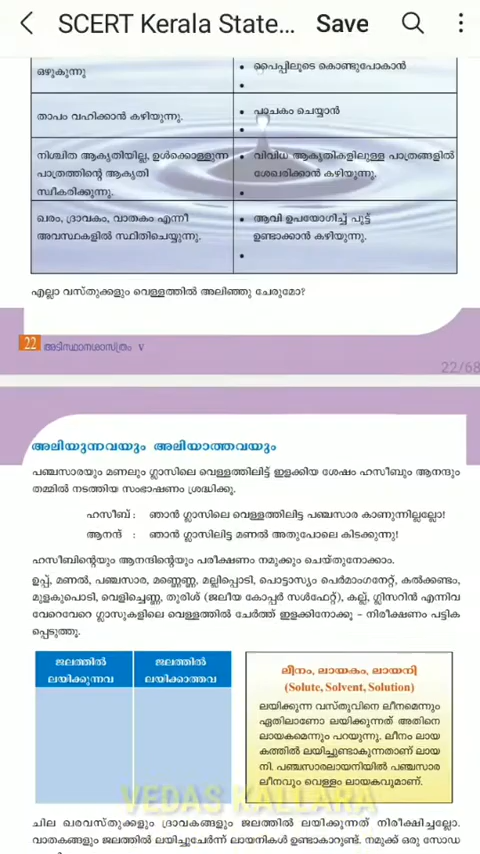 SCERT Kerala State... Save
ഒഴുകുന്നു
• പൈപ്പിലൂടെ കൊണ്ടുപോകാൻ
•
താപം വഹിക്കാൻ കഴിയുന്നു.
• പാചകം ചെയ്യാൻ
•
നിശ്ചിത ആകൃതിയില്ല, ഉൾക്കൊള്ളുന്ന
പാത്രത്തിന്റെ ആകൃതി
സ്വീകരിക്കുന്നു.
• വിവിധ ആകൃതികളിലുള്ള പാത്രങ്ങളിൽ
ശേഖരിക്കാൻ കഴിയുന്നു.
•
ഖരം, ദ്രാവകം, വാതകം എന്നീ
അവസ്ഥകളിൽ സ്ഥിതിചെയ്യുന്നു.
• ആവി ഉപയോഗിച്ച് പുട്ട്
ഉണ്ടാക്കാൻ കഴിയുന്നു.
•
എല്ലാ വസ്തുക്കളും വെള്ളത്തിൽ അലിഞ്ഞു ചേരുമോ?
22 അടിസ്ഥാനശാസ്ത്രം V
22/68
അലിയുന്നവയും അലിയാത്തവയും
പഞ്ചസാരയും മണലും ഗ്ലാസിലെ വെള്ളത്തിലിട്ട് ഇളക്കിയ ശേഷം ഹസീബും ആനന്ദും
തമ്മിൽ നടത്തിയ സംഭാഷണം ശ്രദ്ധിക്കൂ.
ഹസീബ് : ഞാൻ ഗ്ലാസിലെ വെള്ളത്തിലിട്ട പഞ്ചസാര കാണുന്നില്ലല്ലോ!
ആനന്ദ് : ഞാൻ ഗ്ലാസിലിട്ട മണൽ അതുപോലെ കിടക്കുന്നു!
ഹസീബിന്റെയും ആനന്ദിന്റെയും പരീക്ഷണം നമുക്കും ചെയ്തുനോക്കാം.
ഉപ്പ്, മണൽ, പഞ്ചസാര, മണ്ണെണ്ണ, മല്ലിപ്പൊടി, പൊട്ടാസ്യം പെർമാംഗനേറ്റ്, കൽക്കണ്ടം,
മുളകുപൊടി, വെളിച്ചെണ്ണ, തുരിശ് (ജലീയ കോപ്പർ സൾഫേറ്റ്), കല്ല്, ഗ്ലിസറിൻ എന്നിവ
വേറെവേറെ ഗ്ലാസുകളിലെ വെള്ളത്തിൽ ചേർത്ത് ഇളക്കിനോക്കൂ – നിരീക്ഷണം പട്ടിക
പ്പെടുത്തൂ.
ജലത്തിൽ
ലയിക്കുന്നവ
ജലത്തിൽ
ലയിക്കാത്തവ
ലീനം, ലായകം, ലായനി
(Solute, Solvent, Solution)
ലയിക്കുന്ന വസ്തുവിനെ ലീനമെന്നും
ഏതിലാണോ ലയിക്കുന്നത് അതിനെ
ലായകമെന്നും പറയുന്നു. ലീനം ലായ
കത്തിൽ ലയിച്ചുണ്ടാകുന്നതാണ് ലായ
നി. പഞ്ചസാരലായനിയിൽ പഞ്ചസാര
ലീനവും വെള്ളം ലായകവുമാണ്.
VEDAS KALLARA
ചില ഖരവസ്തുക്കളും ദ്രാവകങ്ങളും ജലത്തിൽ ലയിക്കുന്നത് നിരീക്ഷിച്ചല്ലോ.
വാതകങ്ങളും ജലത്തിൽ ലയിച്ചുചേർന്ന് ലായനികൾ ഉണ്ടാകാറുണ്ട്. നമുക്ക് ഒരു സോഡ